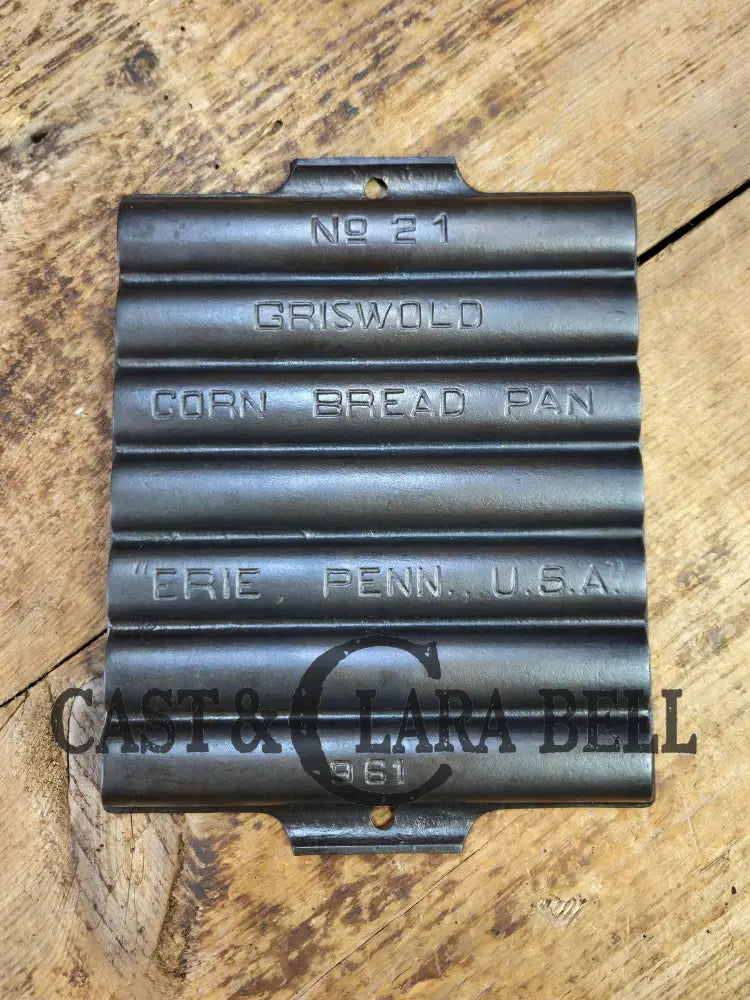 Nº 21
GRISWOLD
CORN BREAD PAN
"ERIE, PENN., U.S.A."
CAST & CLARA BELL
961